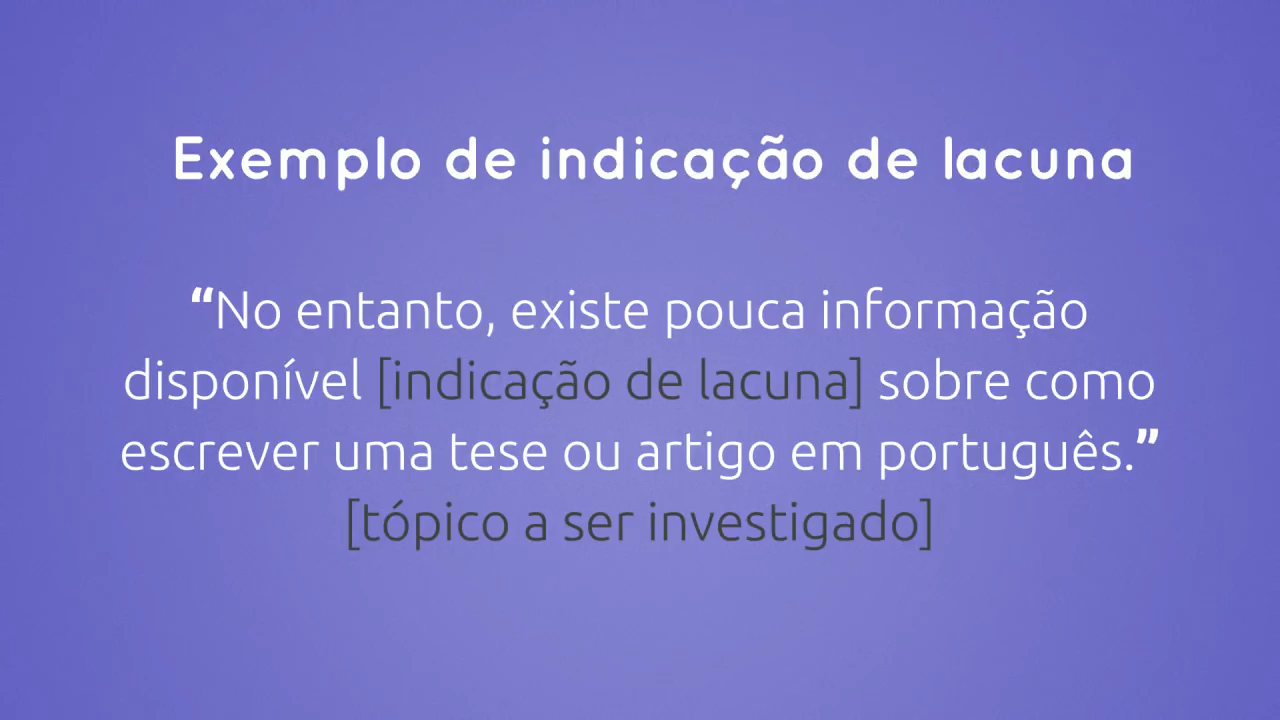 Exemplo de indicação de lacuna
“No entanto, existe pouca informação
disponível [indicação de lacuna] sobre como
escrever uma tese ou artigo em português.”
[tópico a ser investigado]